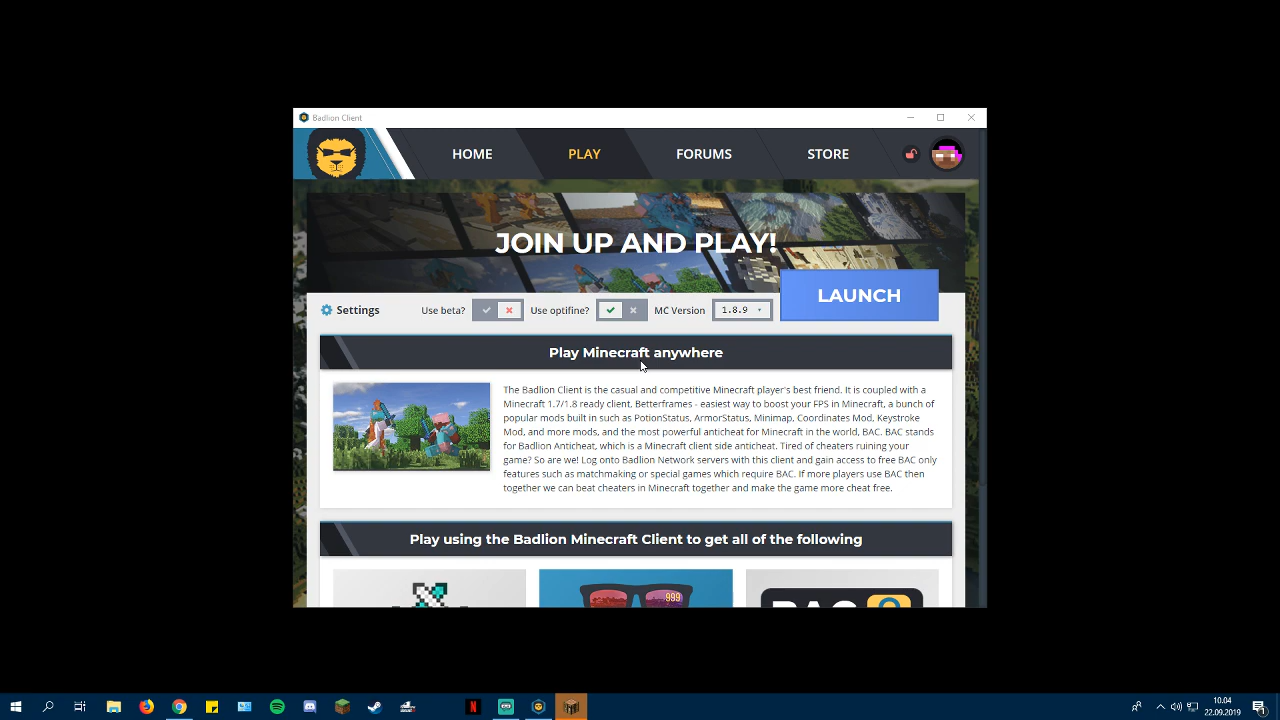 Badlion Client
HOME PLAY FORUMS STORE
JOIN UP AND PLAY!
Settings Use beta? Use optifine? MC Version 1.8.9 LAUNCH
Play Minecraft anywhere
The Badlion Client is the casual and competitive Minecraft player's best friend. It is coupled with a
Minecraft 1.7/1.8 ready client, Betterframes - easiest way to boost your FPS in Minecraft, a bunch of
popular mods built in such as PotionStatus, ArmorStatus, Minimap, Coordinates Mod, Keystroke
Mod, and more mods, and the most powerful anticheat for Minecraft in the world, BAC. BAC stands
for Badlion Anticheat, which is a Minecraft client side anticheat. Tired of cheaters ruining your
game? So are we! Log onto Badlion Network servers with this client and gain access to free BAC only
features such as matchmaking or special games which require BAC. If more players use BAC then
together we can beat cheaters in Minecraft together and make the game more cheat free.
Play using the Badlion Minecraft Client to get all of the following
999
BAC
N
10.04
22.09.2019